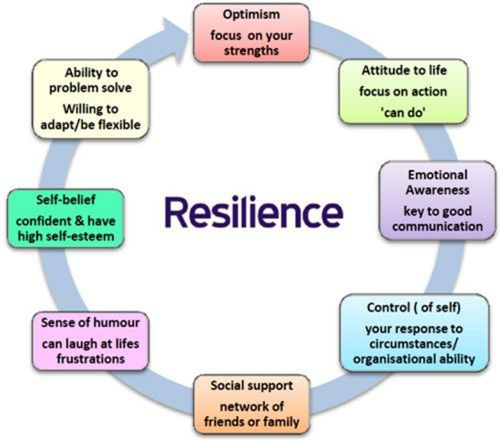 Optimism
focus on your
strengths
Attitude to life
focus on action
'can do'
Emotional
Awareness
key to good
communication
Control ( of self)
your response to
circumstances/
organisational ability
Social support
network of
friends or family
Sense of humour
can laugh at lifes
frustrations
Self-belief
confident & have
high self-esteem
Ability to
problem solve
Willing to
adapt/be flexible
Resilience